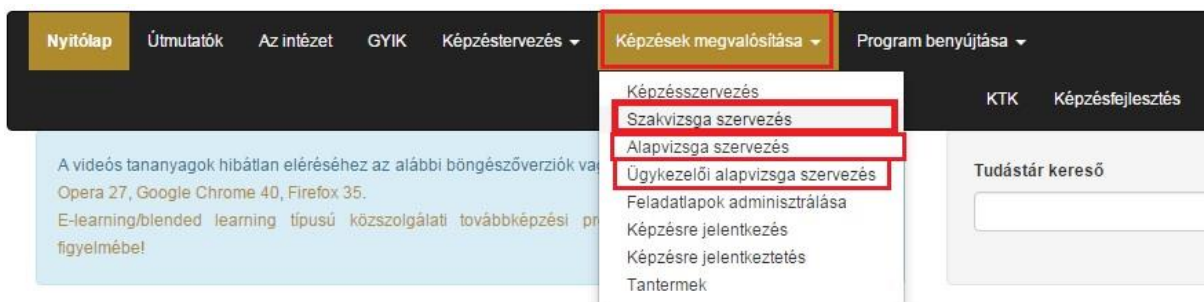 Nyitólap Útmutatók Az intézet GYIK Képzéstervezés Képzések megvalósítása Program benyújtása
KTK Képzésfejlesztés
Képzésszervezés
Szakvizsga szervezés
Alapvizsga szervezés
Ügykezelői alapvizsga szervezés
Feladatlapok adminisztrálása
Képzésre jelentkezés
Képzésre jelentkeztetés
Tantermek
A videós tananyagok hibátlan eléréséhez az alábbi böngészőverziók
Opera 27, Google Chrome 40, Firefox 35.
E-learning/blended learning típusú közszolgálati továbbképzési
figyelmébe!
Tudástár kereső